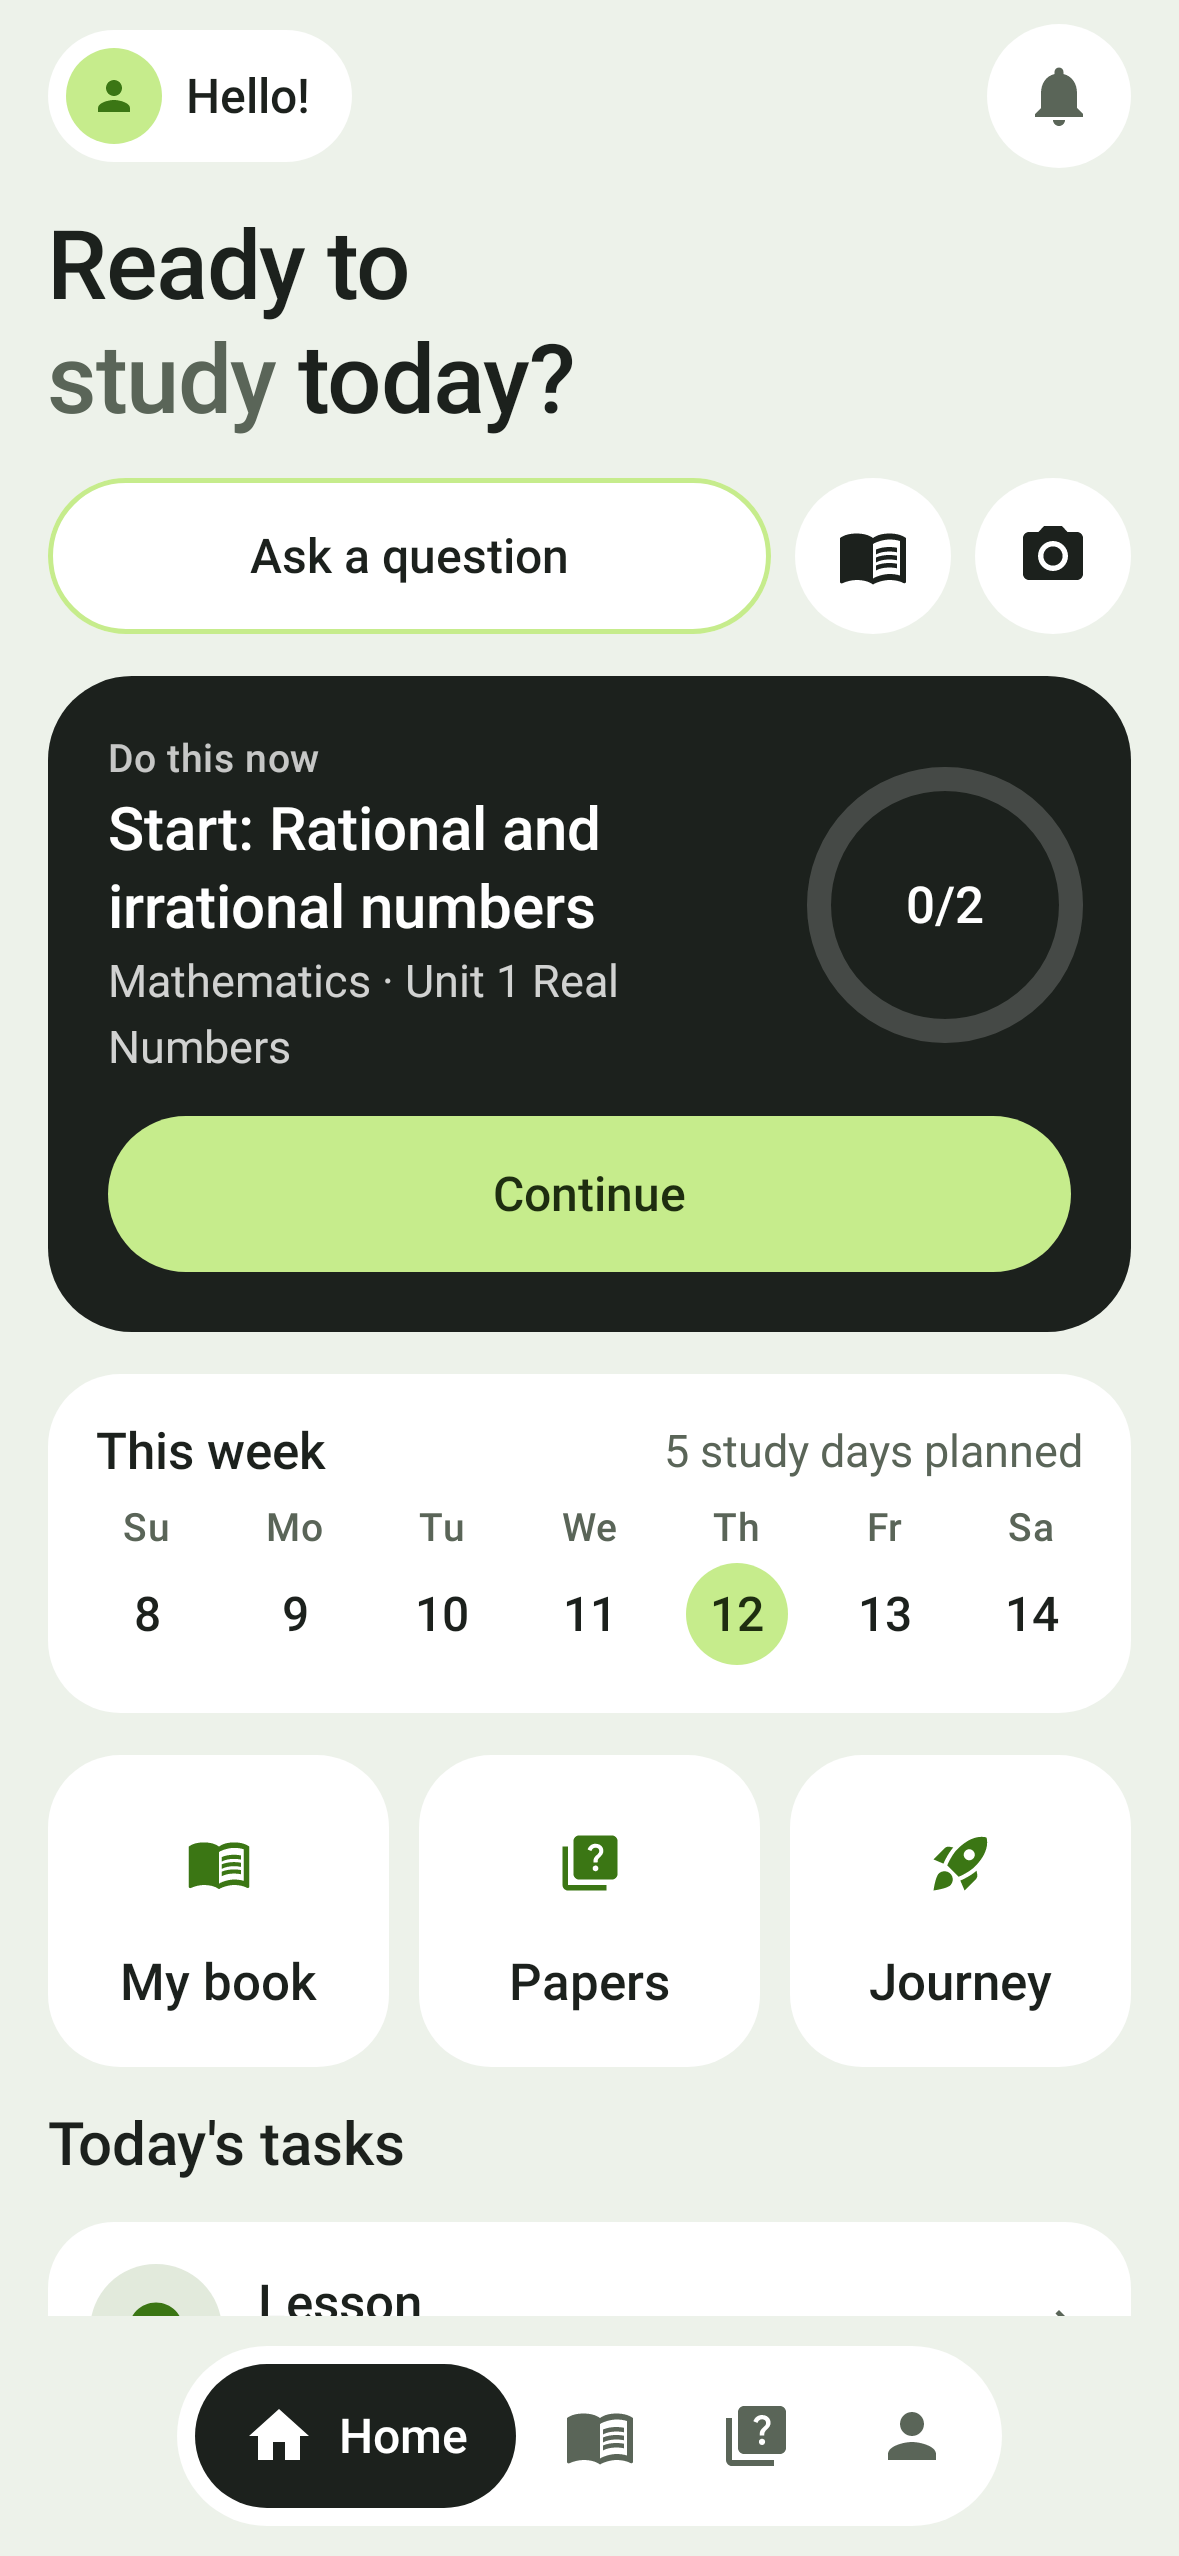 Hello!
Ready to
study today?
Ask a question
Do this now
Start: Rational and
irrational numbers
Mathematics · Unit 1 Real
Numbers
0/2
Continue
This week
5 study days planned
Su Mo Tu We Th Fr Sa
8 9 10 11 12 13 14
My book
Papers
Journey
Today's tasks
Lesson
Home